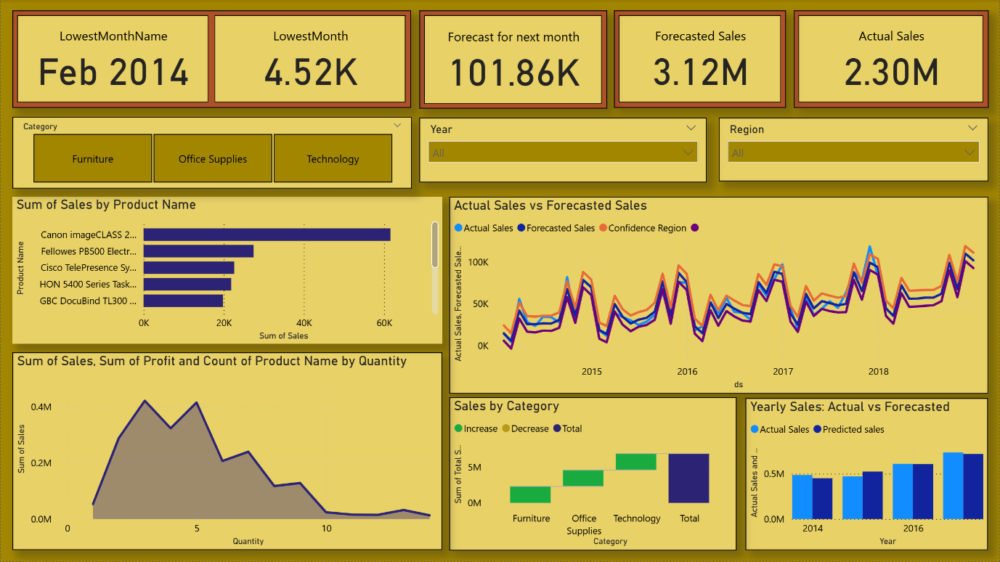 LowestMonthName
Feb 2014
LowestMonth
4.52K
Forecast for next month
101.86K
Forecasted Sales
3.12M
Actual Sales
2.30M
Category
Furniture
Office Supplies
Technology
Year
All
Region
All
Sum of Sales by Product Name
Product Name
Canon imageCLASS 2...
Fellowes PB500 Electr...
Cisco TelePresence Sy...
HON 5400 Series Task...
GBC DocuBind TL300 ...
0K 20K 40K 60K
Sum of Sales
Actual Sales vs Forecasted Sales
Actual Sales Forecasted Sales Confidence Region
Actual Sales, Forecasted Sale...
100K
50K
0K
2015 2016 2017 2018
ds
Sum of Sales, Sum of Profit and Count of Product Name by Quantity
Sum of Sales
0.4M
0.2M
0.0M
0 5 10
Quantity
Sales by Category
Increase Decrease Total
Sum of Total S...
5M
0M
Furniture Office Supplies Technology Total
Category
Yearly Sales: Actual vs Forecasted
Actual Sales Predicted sales
Actual Sales and ...
0.5M
0.0M
2014 2016
Year